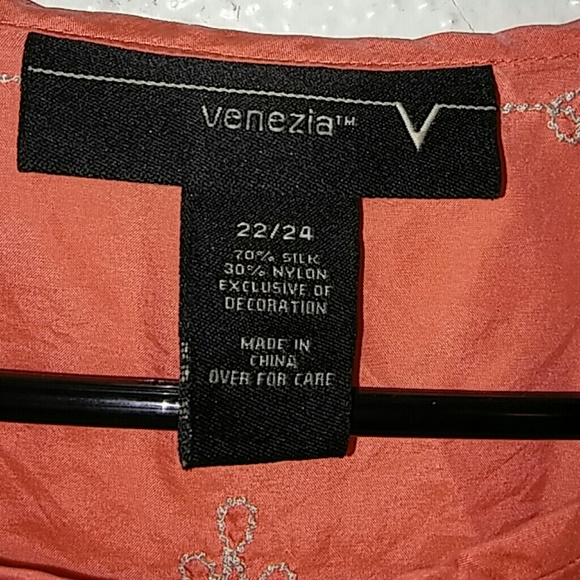 venezia™
22/24
70% SILK
30% NYLON
EXCLUSIVE OF
DECORATION
MADE IN
CHINA
OVER FOR CARE